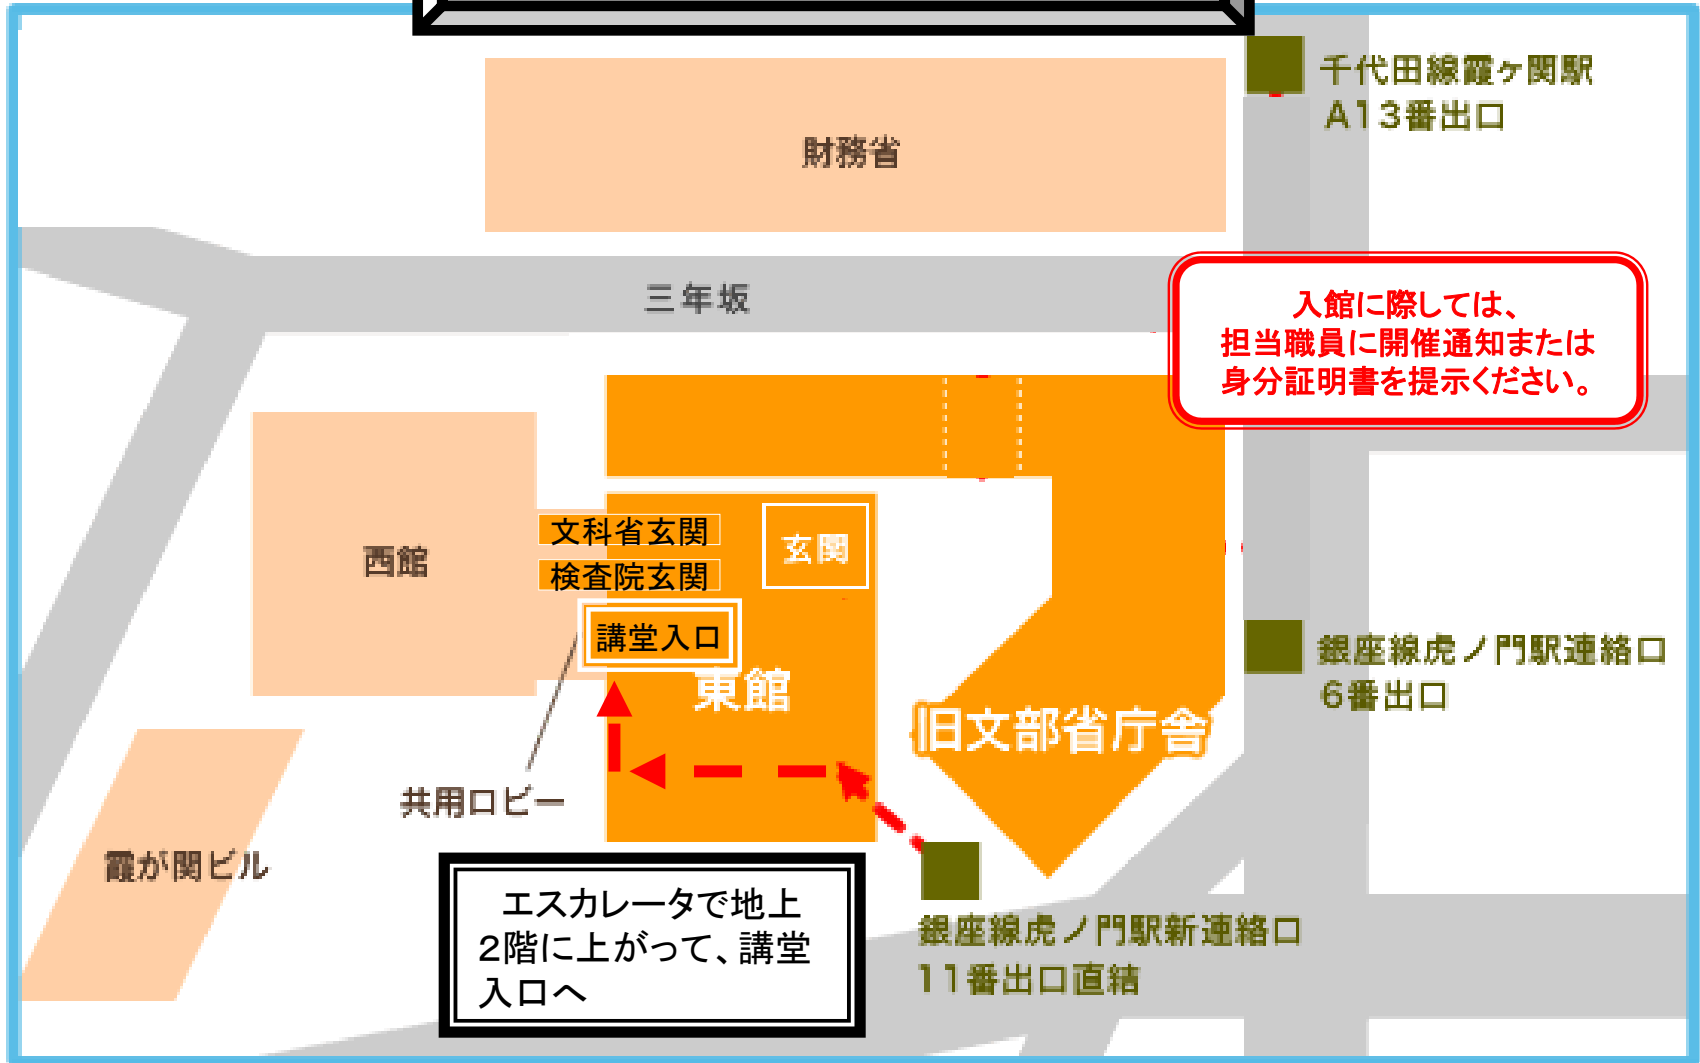 千代田線霞ヶ関駅
A13番出口
財務省
三年坂
入館に際しては、
担当職員に開催通知または
身分証明書を提示ください。
文科省玄関
玄関
西館
検査院玄関
講堂入口
東館
銀座線虎ノ門駅連絡口
6番出口
旧文部省庁舎
共用ロビー
霞が関ビル
エスカレータで地上
2階に上がって、講堂
入口へ
銀座線虎ノ門駅新連絡口
11番出口直結